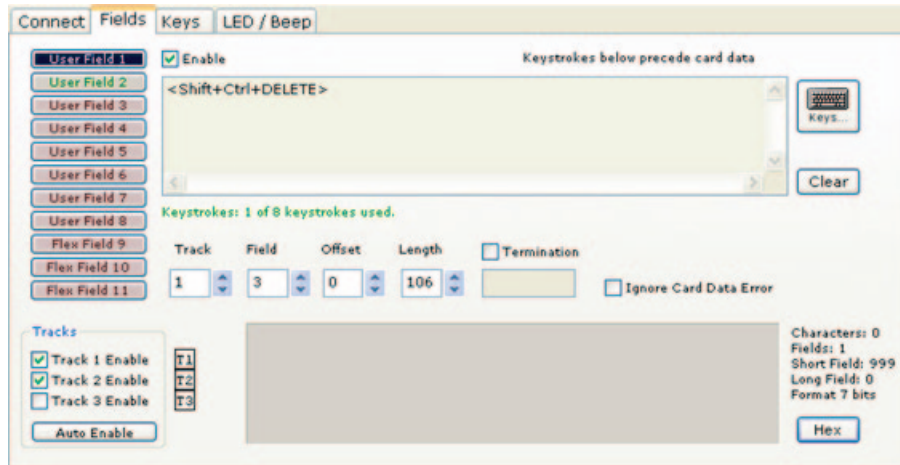 Connect Fields Keys LED / Beep
User Field 1
User Field 2
User Field 3
User Field 4
User Field 5
User Field 6
User Field 7
User Field 8
Flex Field 9
Flex Field 10
Flex Field 11
Enable
Keystrokes below precede card data
<Shift+Ctrl+DELETE>
Keys...
Clear
Keystrokes: 1 of 8 keystrokes used.
Track Field Offset Length Termination
1 3 0 106
Ignore Card Data Error
Tracks
Track 1 Enable
Track 2 Enable
Track 3 Enable
Auto Enable
T1
T2
T3
Characters: 0
Fields: 1
Short Field: 999
Long Field: 0
Format 7 bits
Hex